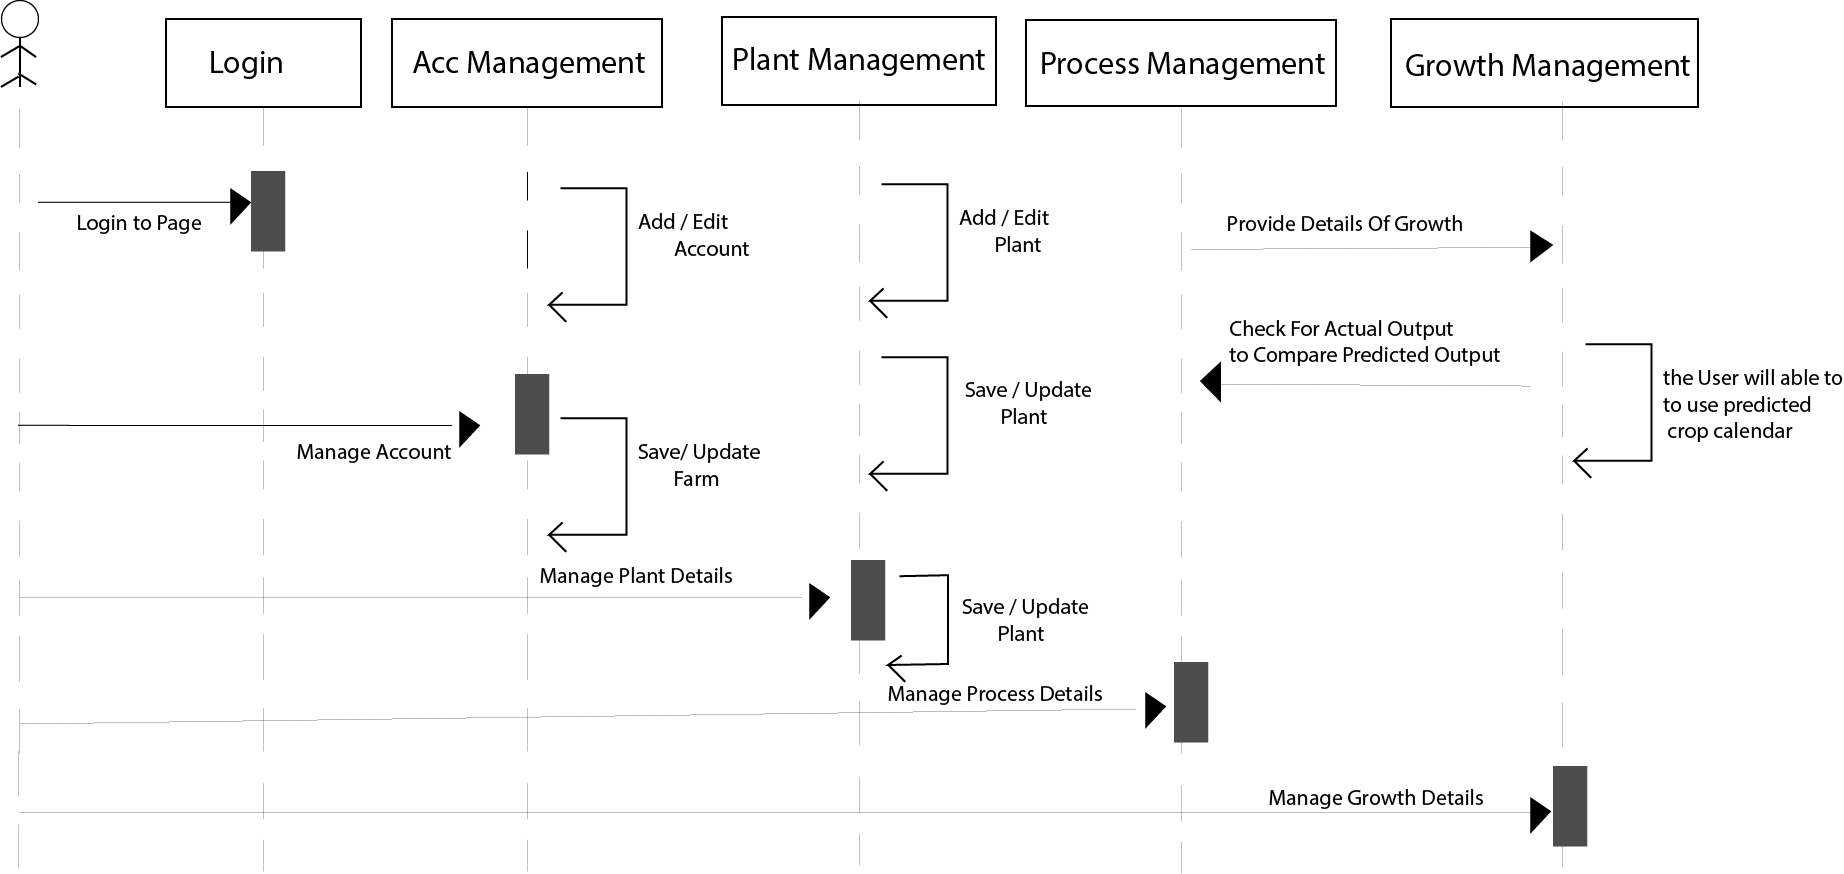 Login
Acc Management
Plant Management
Process Management
Growth Management
Login to Page
Add / Edit
Account
Add / Edit
Plant
Provide Details Of Growth
Check For Actual Output
to Compare Predicted Output
the User will able to
to use predicted
crop calendar
Save / Update
Plant
Manage Account
Save/ Update
Farm
Manage Plant Details
Save / Update
Plant
Manage Process Details
Manage Growth Details